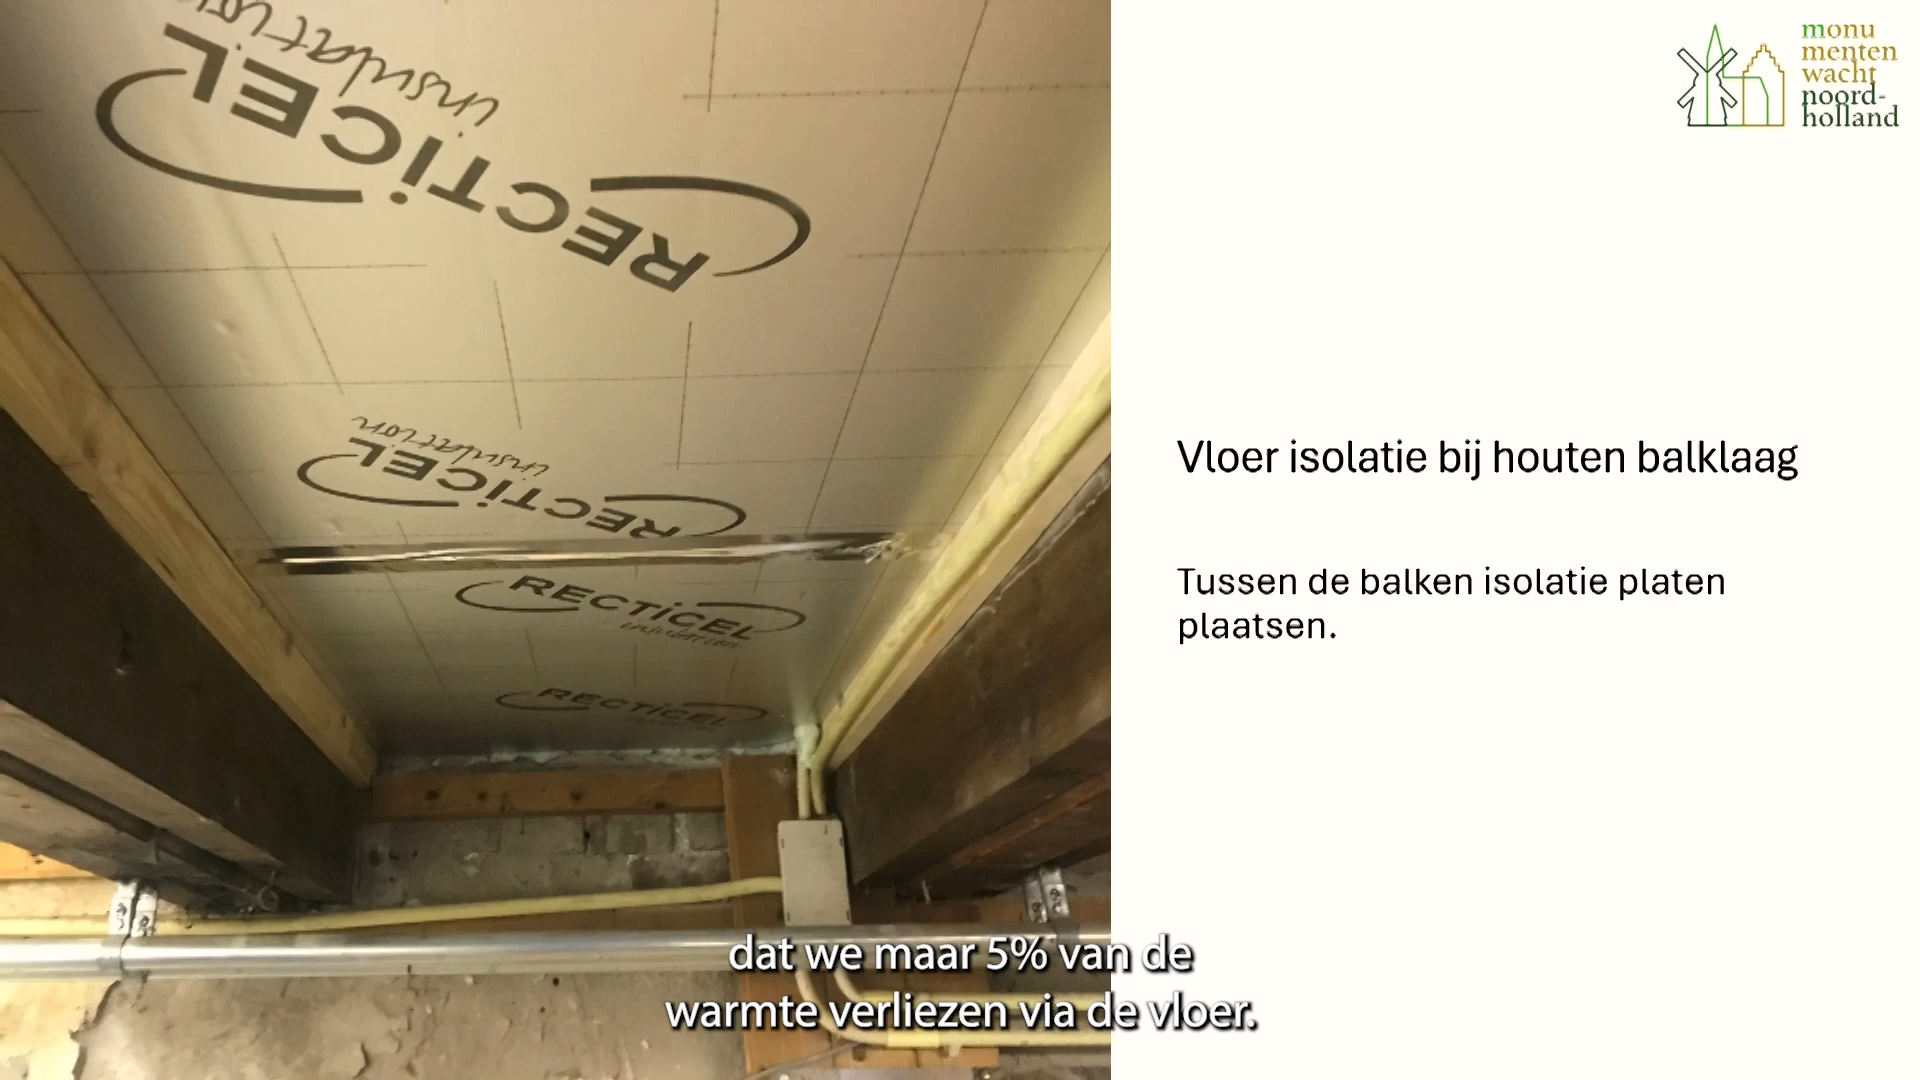 insulation
RECTICEL
RECTICEL
insulation
RECTICEL
insulation
RECTICEL
monu
menten
wacht
noord-
holland
Vloer isolatie bij houten balklaag
Tussen de balken isolatie platen
plaatsen.
dat we maar 5% van de
warmte verliezen via de vloer.